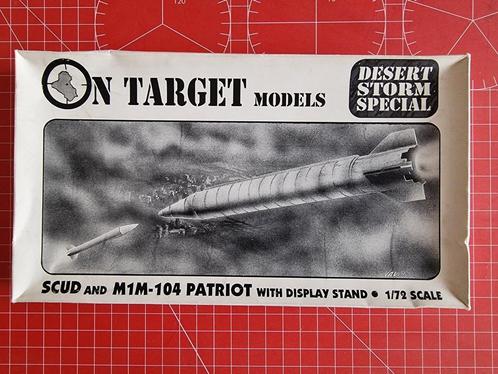 ON TARGET MODELS
DESERT
STORM
SPECIAL
SCUD AND M1M-104 PATRIOT WITH DISPLAY STAND • 1/72 SCALE